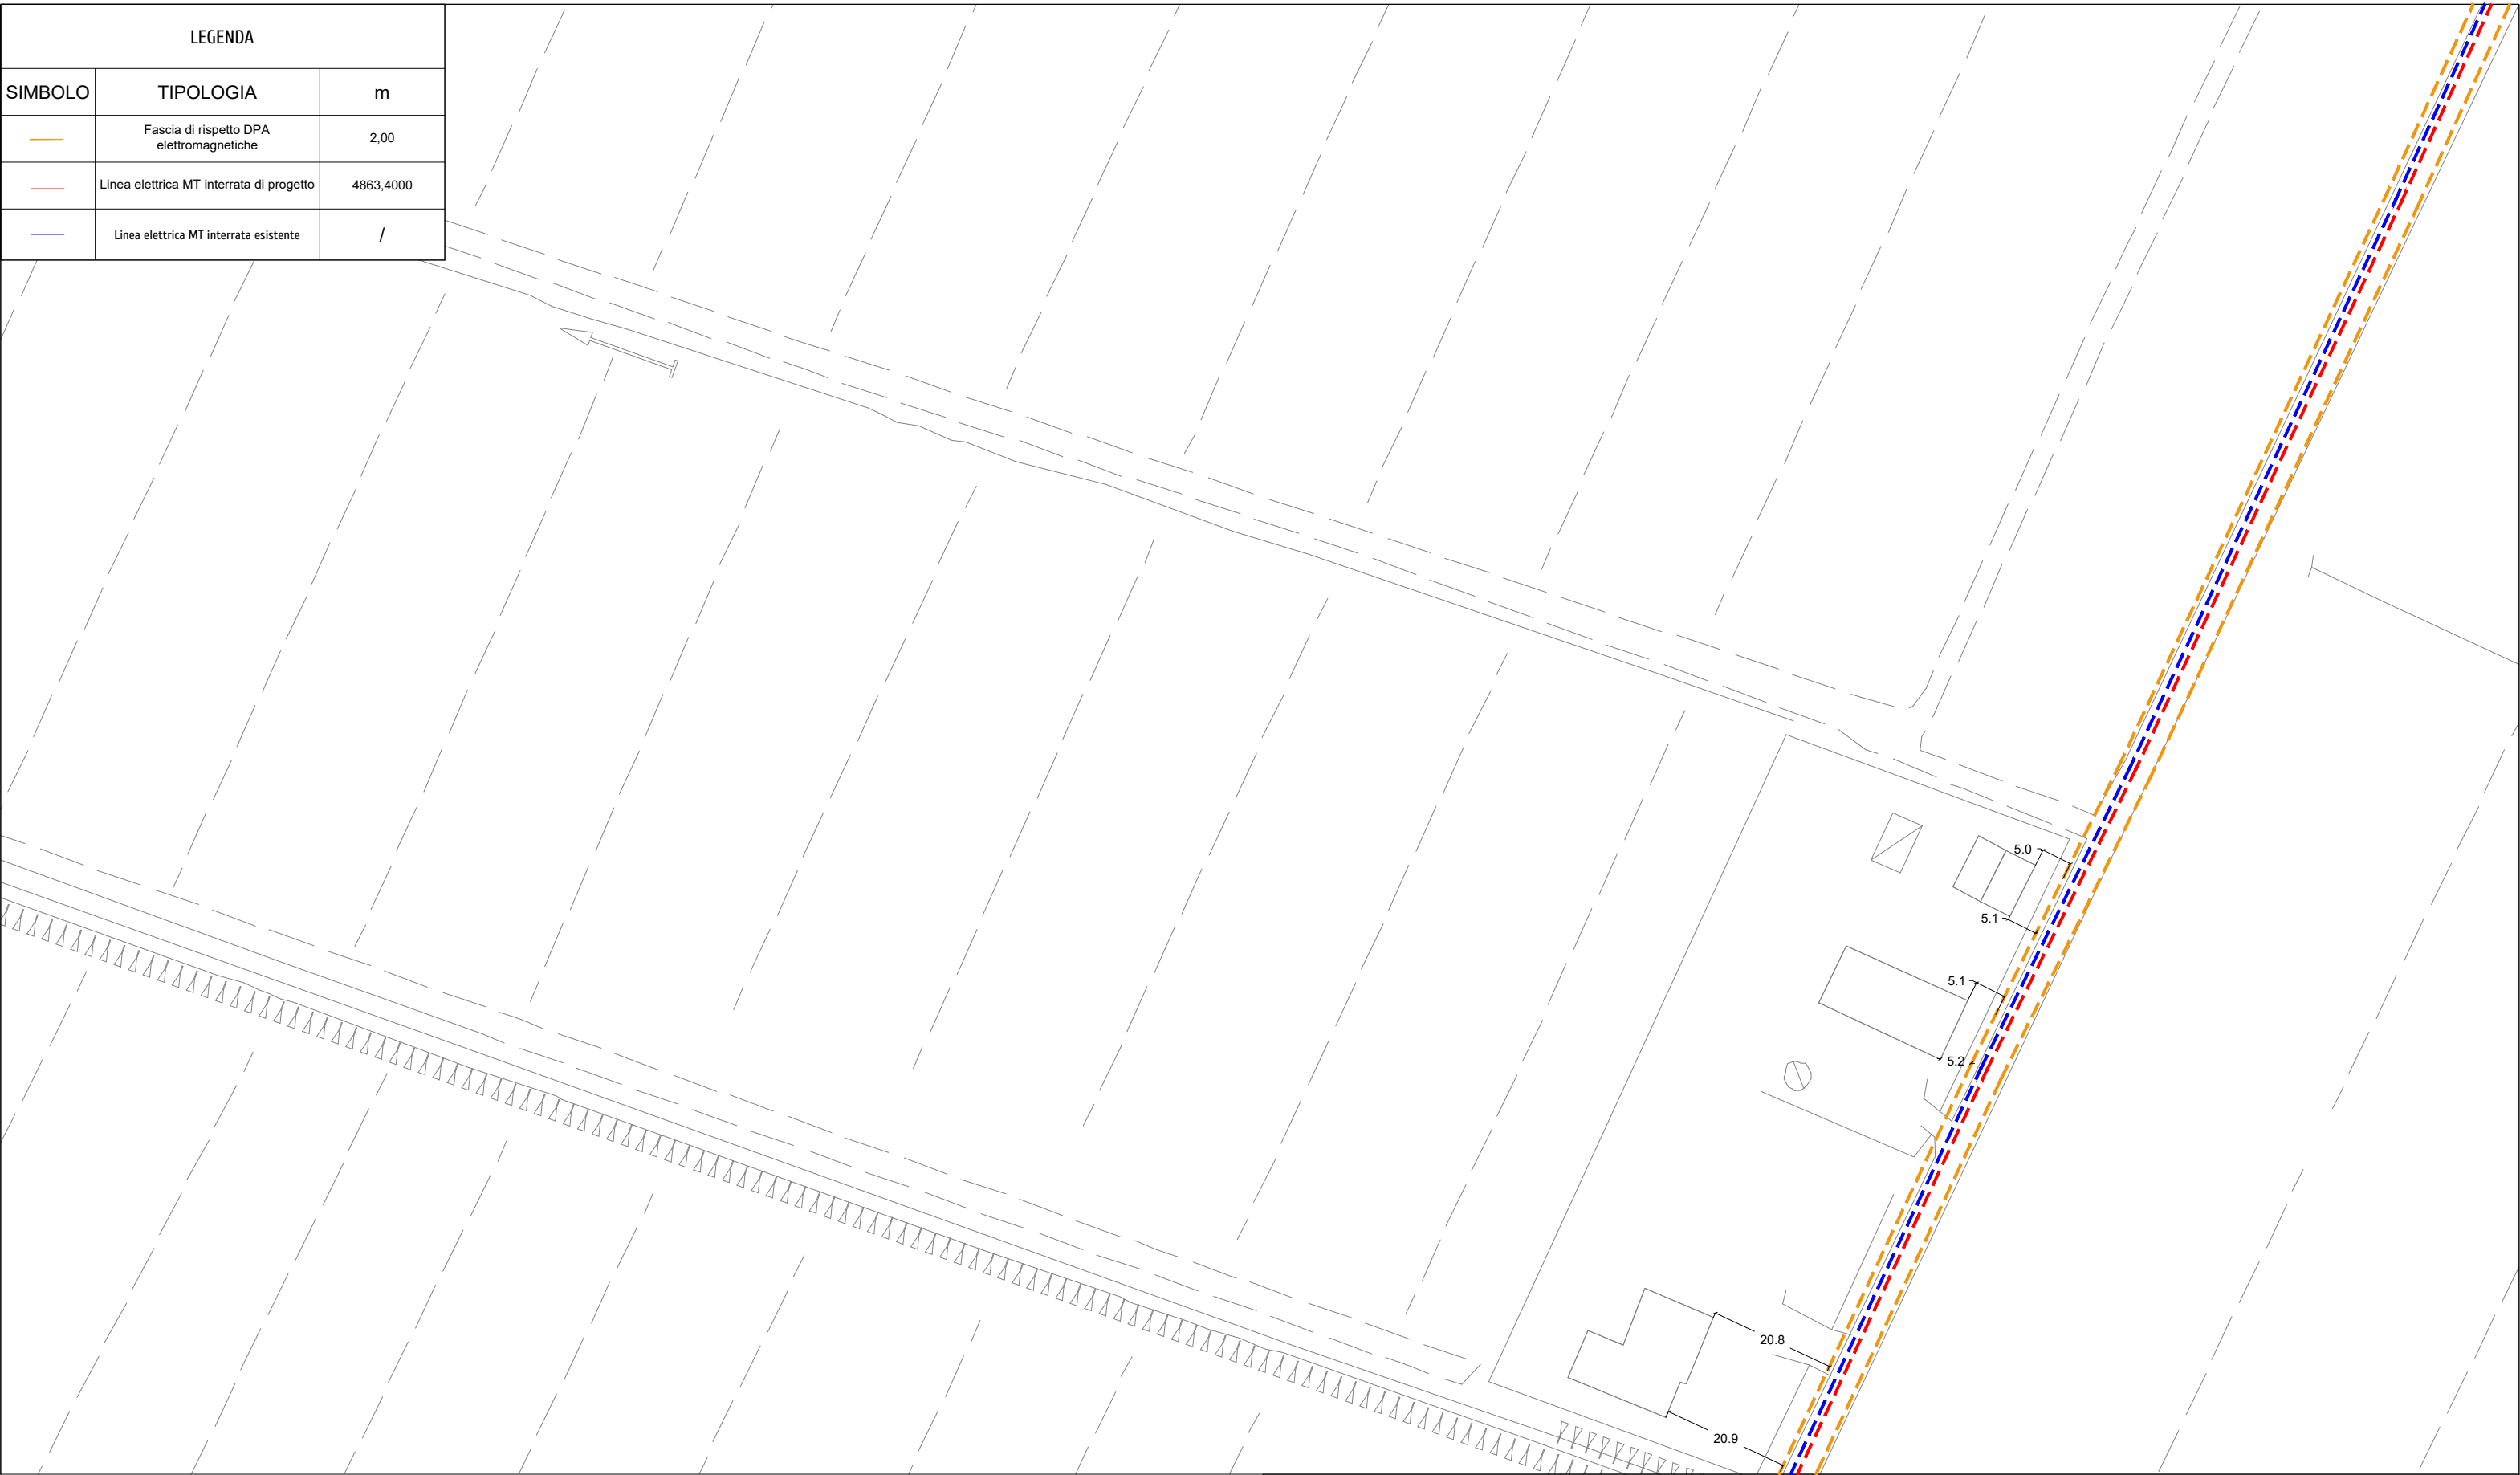 LEGENDA
SIMBOLO TIPOLOGIA m
Fascia di rispetto DPA
elettromagnetiche
2,00
Linea elettrica MT interrata di progetto 4863,4000
Linea elettrica MT interrata esistente /
5.0
5.1
5.1
5.2
20.8
20.9